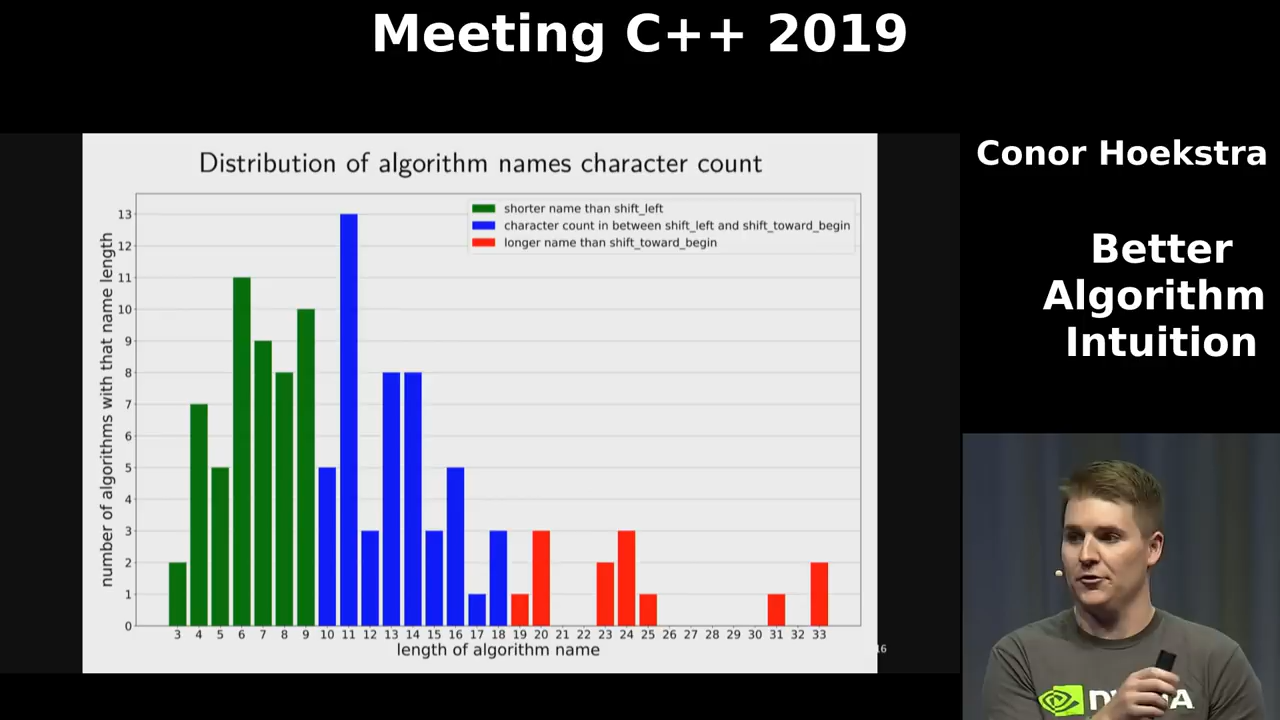 Meeting C++ 2019
Conor Hoekstra
Better
Algorithm
Intuition
Distribution of algorithm names character count
shorter name than shift_left
character count in between shift_left and shift_toward_begin
longer name than shift_toward_begin
number of algorithms with that name length
13
12
11
10
9
8
7
6
5
4
3
2
1
0
3 4 5 6 7 8 9 10 11 12 13 14 15 16 17 18 19 20 21 22 23 24 25 26 27 28 29 30 31 32 33
length of algorithm name
16